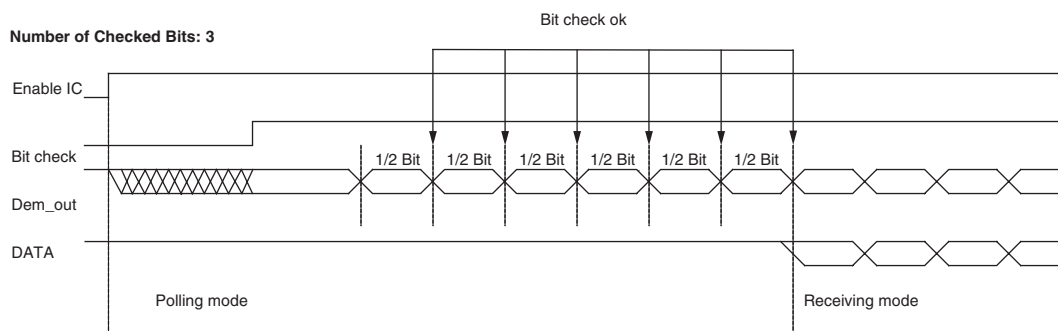 Bit check ok
Number of Checked Bits: 3
Enable IC
Bit check
1/2 Bit 1/2 Bit 1/2 Bit 1/2 Bit 1/2 Bit 1/2 Bit
Dem_out
DATA
Polling mode Receiving mode